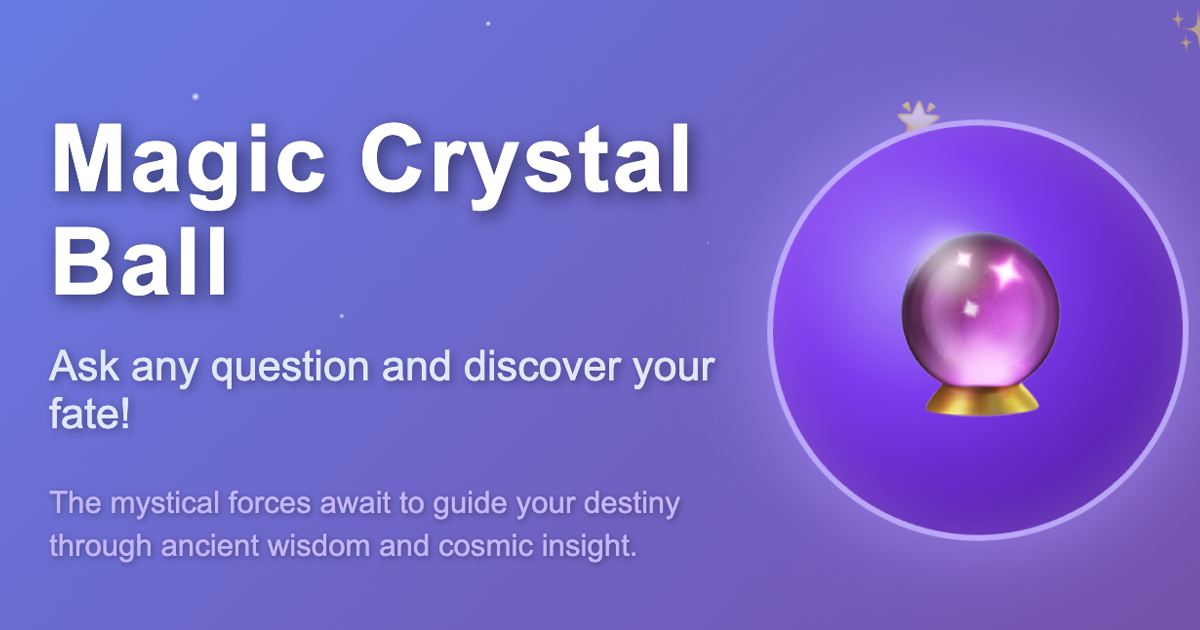 Magic Crystal
Ball
Ask any question and discover your
fate!
The mystical forces await to guide your destiny
through ancient wisdom and cosmic insight.